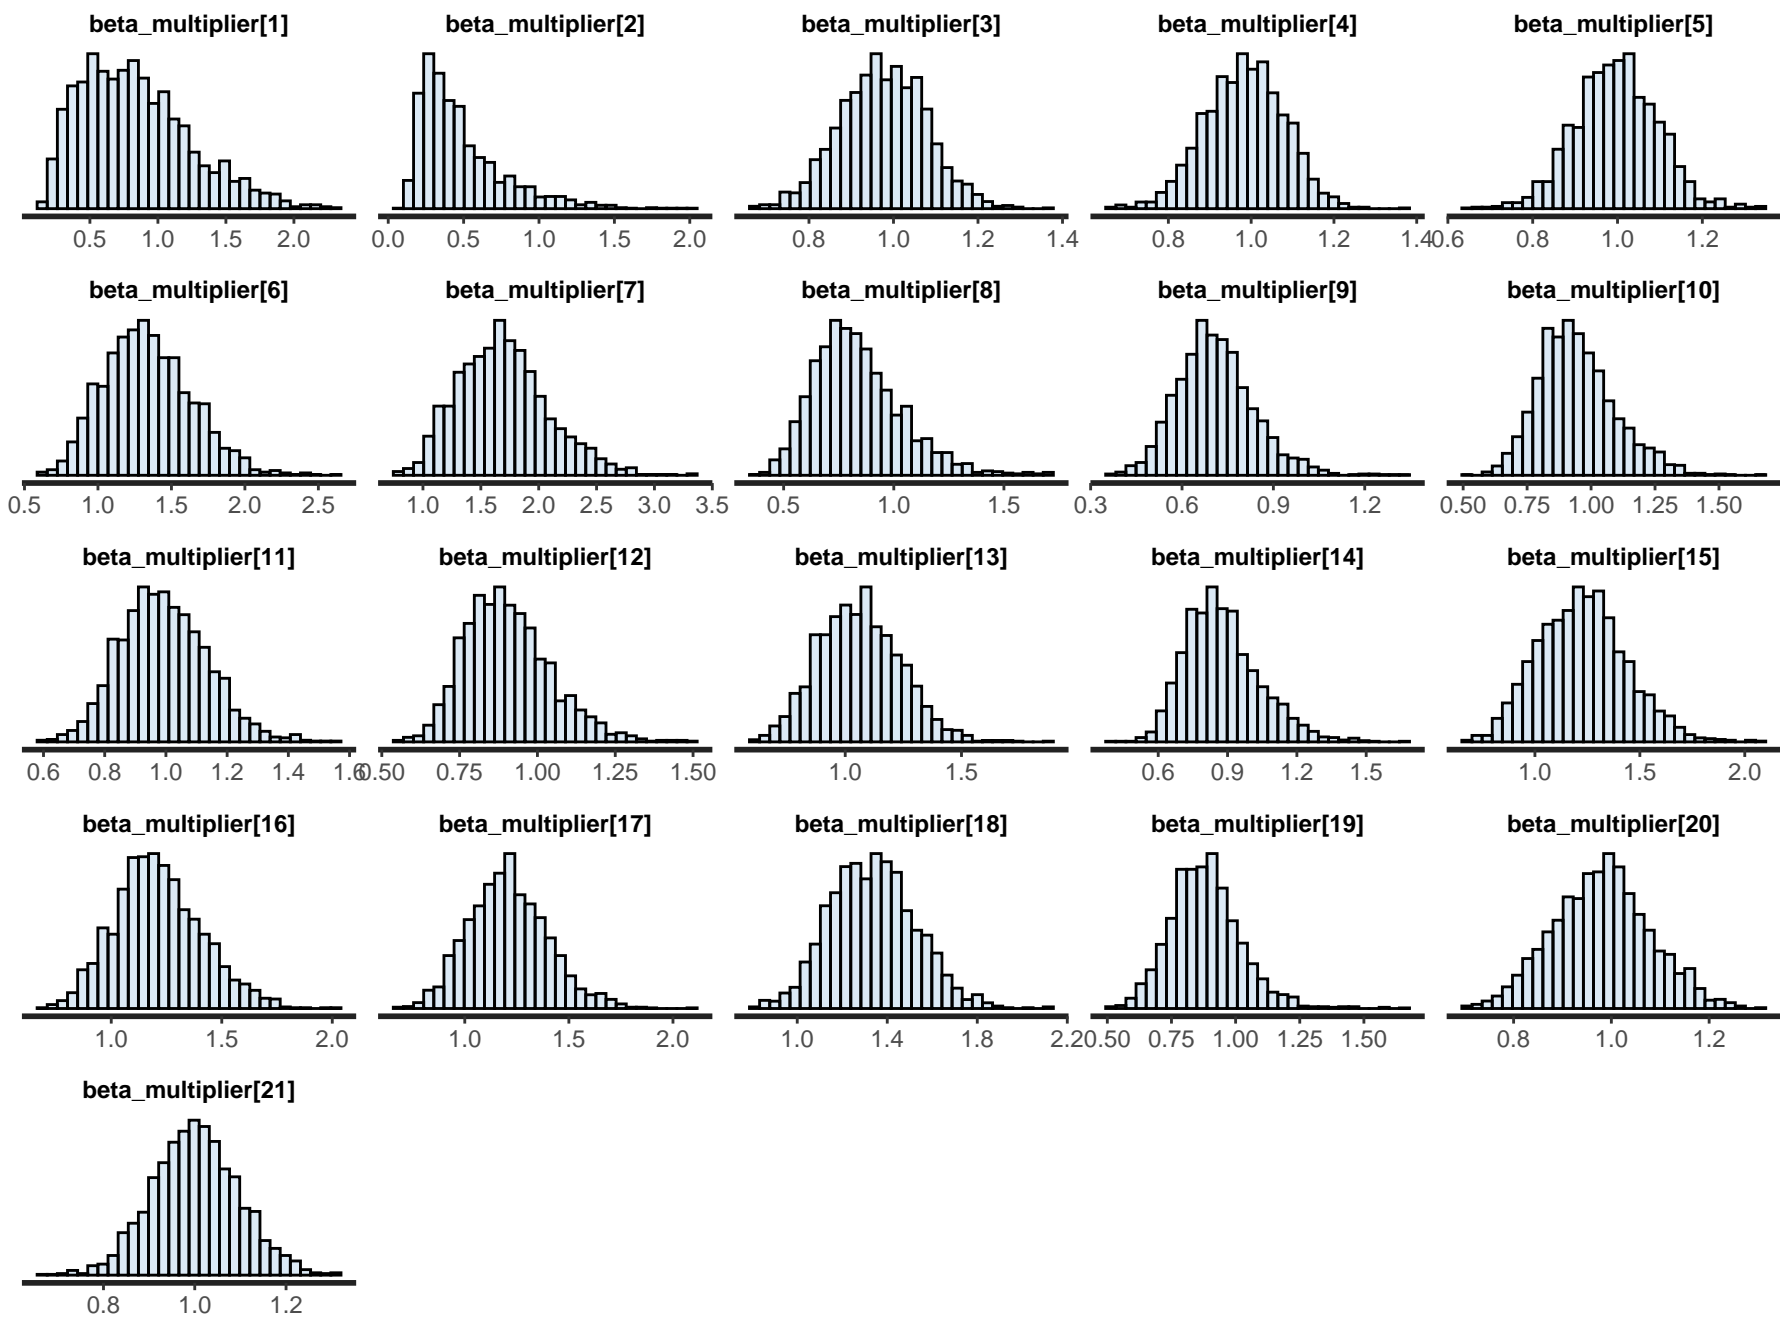 beta_multiplier[1] beta_multiplier[2] beta_multiplier[3] beta_multiplier[4] beta_multiplier[5]
0.5 1.0 1.5 2.0 0.0 0.5 1.0 1.5 2.0 0.8 1.0 1.2 1.4 0.8 1.0 1.2 1.4 0.6 0.8 1.0 1.2
beta_multiplier[6] beta_multiplier[7] beta_multiplier[8] beta_multiplier[9] beta_multiplier[10]
0.5 1.0 1.5 2.0 2.5 1.0 1.5 2.0 2.5 3.0 3.5 0.5 1.0 1.5 0.3 0.6 0.9 1.2 0.50 0.75 1.00 1.25 1.50
beta_multiplier[11] beta_multiplier[12] beta_multiplier[13] beta_multiplier[14] beta_multiplier[15]
0.6 0.8 1.0 1.2 1.4 1.6 0.50 0.75 1.00 1.25 1.50 1.0 1.5 0.6 0.9 1.2 1.5 1.0 1.5 2.0
beta_multiplier[16] beta_multiplier[17] beta_multiplier[18] beta_multiplier[19] beta_multiplier[20]
1.0 1.5 2.0 1.0 1.5 2.0 1.0 1.4 1.8 2.2 0.50 0.75 1.00 1.25 1.50 0.8 1.0 1.2
beta_multiplier[21]
0.8 1.0 1.2